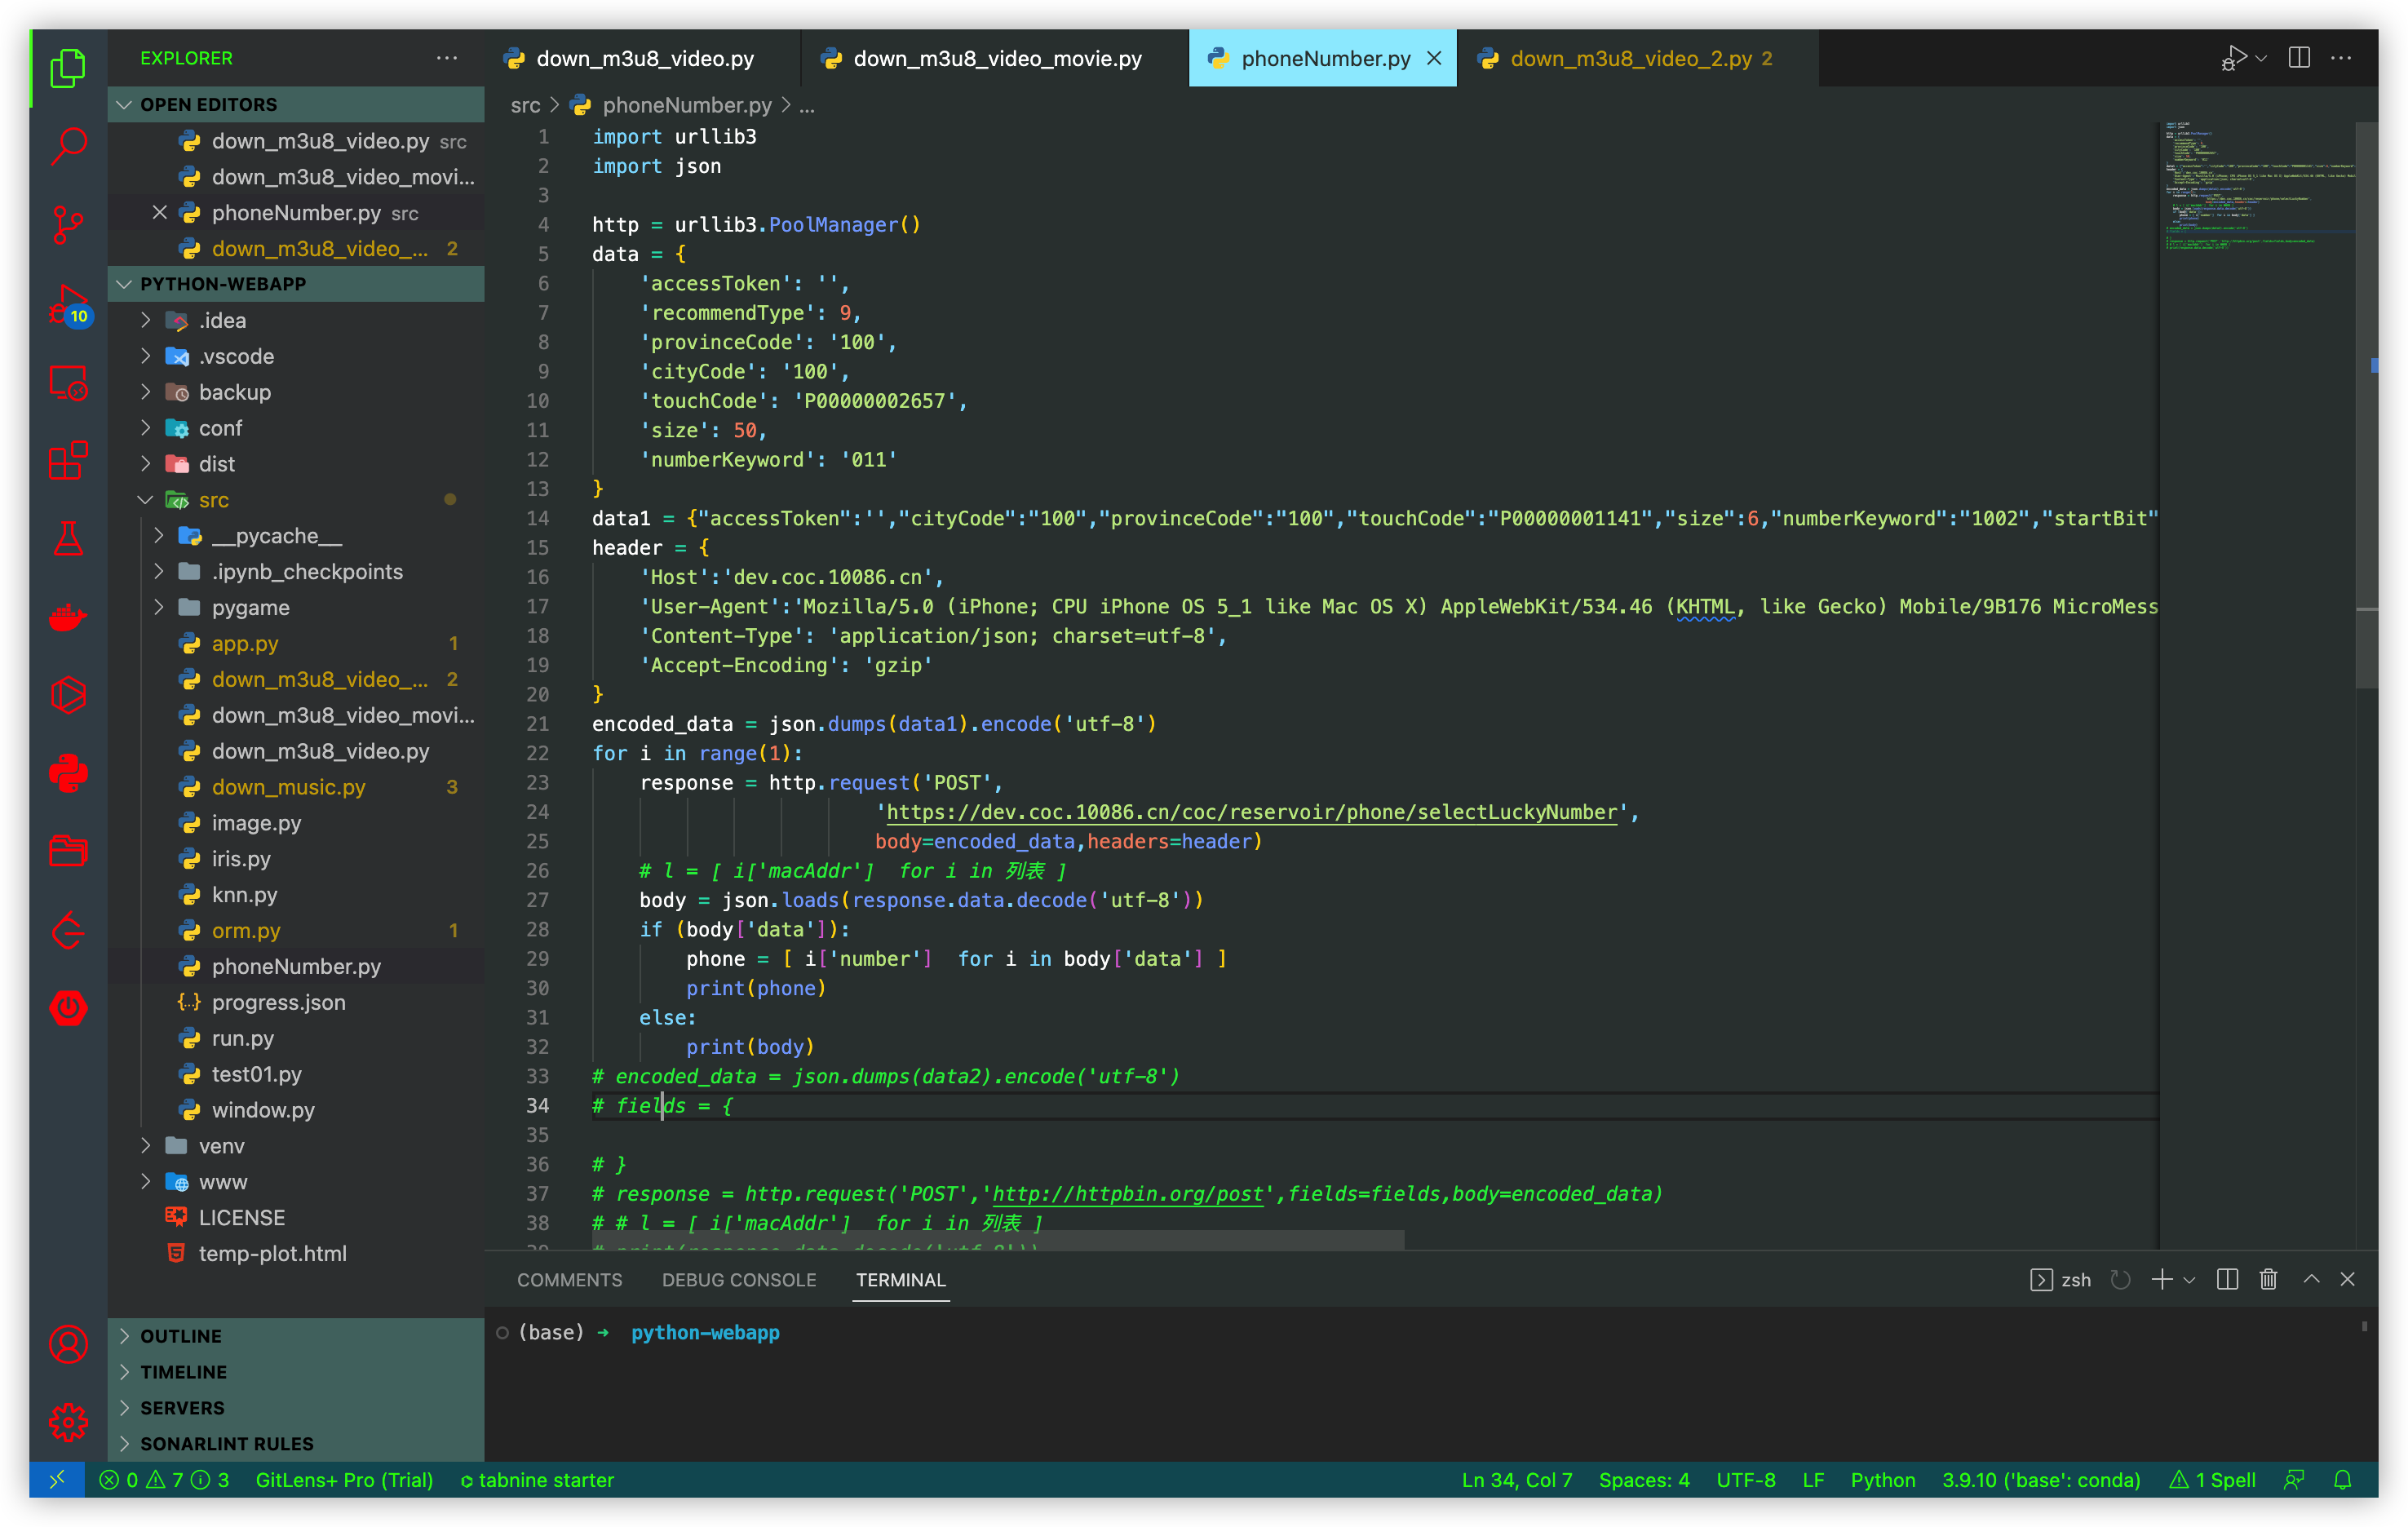 EXPLORER
OPEN EDITORS
down_m3u8_video.py src
down_m3u8_video_movi...
phoneNumber.py src
down_m3u8_video_... 2
PYTHON-WEBAPP
.idea
.vscode
backup
conf
dist
src
__pycache__
.ipynb_checkpoints
pygame
app.py 1
down_m3u8_video_... 2
down_m3u8_video_movi...
down_m3u8_video.py
down_music.py 3
image.py
iris.py
knn.py
orm.py 1
phoneNumber.py
progress.json
run.py
test01.py
window.py
venv
www
LICENSE
temp-plot.html
OUTLINE
TIMELINE
SERVERS
SONARLINT RULES
10
down_m3u8_video.py
down_m3u8_video_movie.py
phoneNumber.py
down_m3u8_video_2.py 2
src > phoneNumber.py > ...
1 import urllib3
2 import json
3
4 http = urllib3.PoolManager()
5 data = {
6     'accessToken': '',
7     'recommendType': 9,
8     'provinceCode': '100',
9     'cityCode': '100',
10     'touchCode': 'P00000002657',
11     'size': 50,
12     'numberKeyword': '011'
13 }
14 data1 = {"accessToken":'',"cityCode":"100","provinceCode":"100","touchCode":"P00000001141","size":6,"numberKeyword":"1002","startBit"
15 header = {
16     'Host':'dev.coc.10086.cn',
17     'User-Agent':'Mozilla/5.0 (iPhone; CPU iPhone OS 5_1 like Mac OS X) AppleWebKit/534.46 (KHTML, like Gecko) Mobile/9B176 MicroMess
18     'Content-Type': 'application/json; charset=utf-8',
19     'Accept-Encoding': 'gzip'
20 }
21 encoded_data = json.dumps(data1).encode('utf-8')
22 for i in range(1):
23     response = http.request('POST',
24                         'https://dev.coc.10086.cn/coc/reservoir/phone/selectLuckyNumber',
25                         body=encoded_data,headers=header)
26     # l = [ i['macAddr']  for i in 列表 ]
27     body = json.loads(response.data.decode('utf-8'))
28     if (body['data']):
29         phone = [ i['number']  for i in body['data'] ]
30         print(phone)
31     else:
32         print(body)
33 # encoded_data = json.dumps(data2).encode('utf-8')
34 # fields = {
35
36 # }
37 # response = http.request('POST','http://httpbin.org/post',fields=fields,body=encoded_data)
38 # # l = [ i['macAddr']  for i in 列表 ]
39 # print(response.data.decode('utf-8'))
COMMENTS DEBUG CONSOLE TERMINAL
zsh
(base) ➜ python-webapp
0 7 3 GitLens+ Pro (Trial) tabnine starter
Ln 34, Col 7 Spaces: 4 UTF-8 LF Python 3.9.10 ('base': conda) 1 Spell